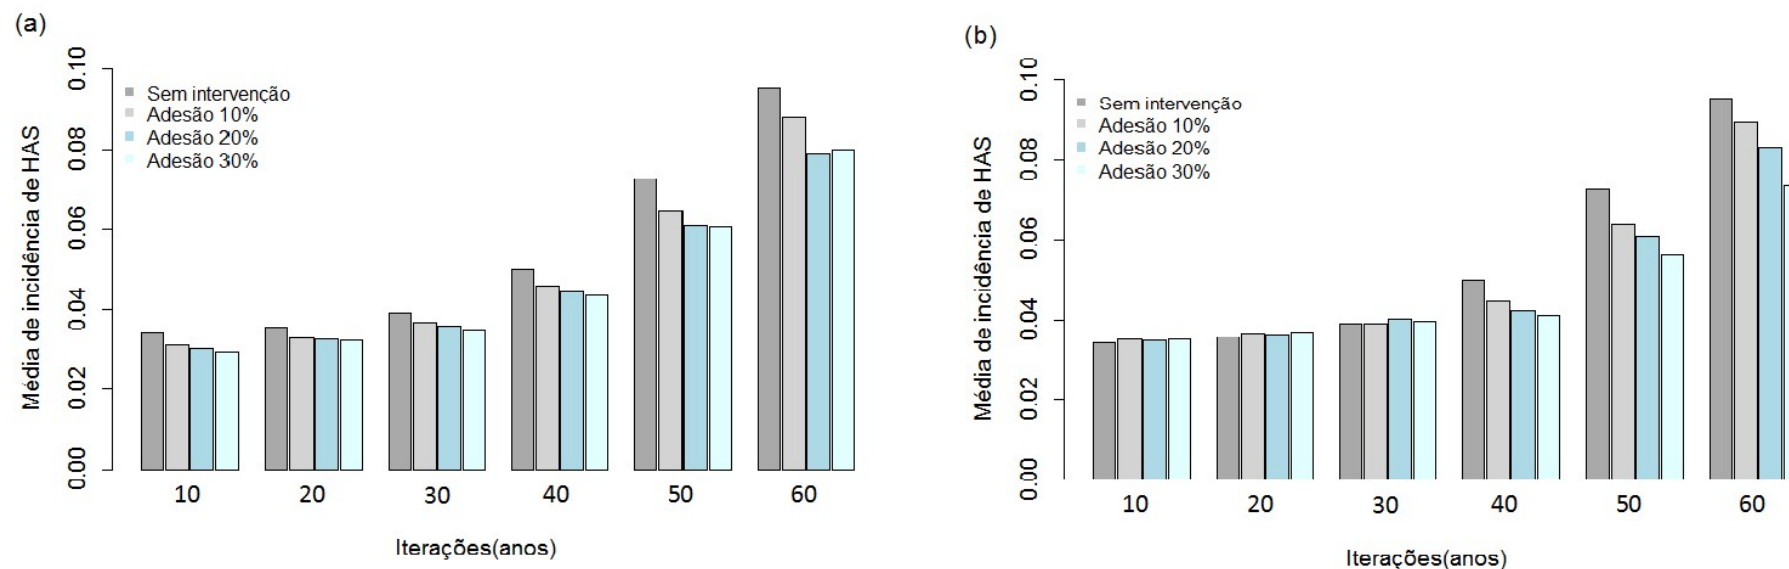 (a)
Média de incidência de HAS
0.10
0.08
0.06
0.04
0.02
0.00
Sem intervenção
Adesão 10%
Adesão 20%
Adesão 30%
10 20 30 40 50 60
Iterações(anos)
(b)
Média de incidência de HAS
0.10
0.08
0.06
0.04
0.02
0.00
Sem intervenção
Adesão 10%
Adesão 20%
Adesão 30%
10 20 30 40 50 60
Iterações(anos)